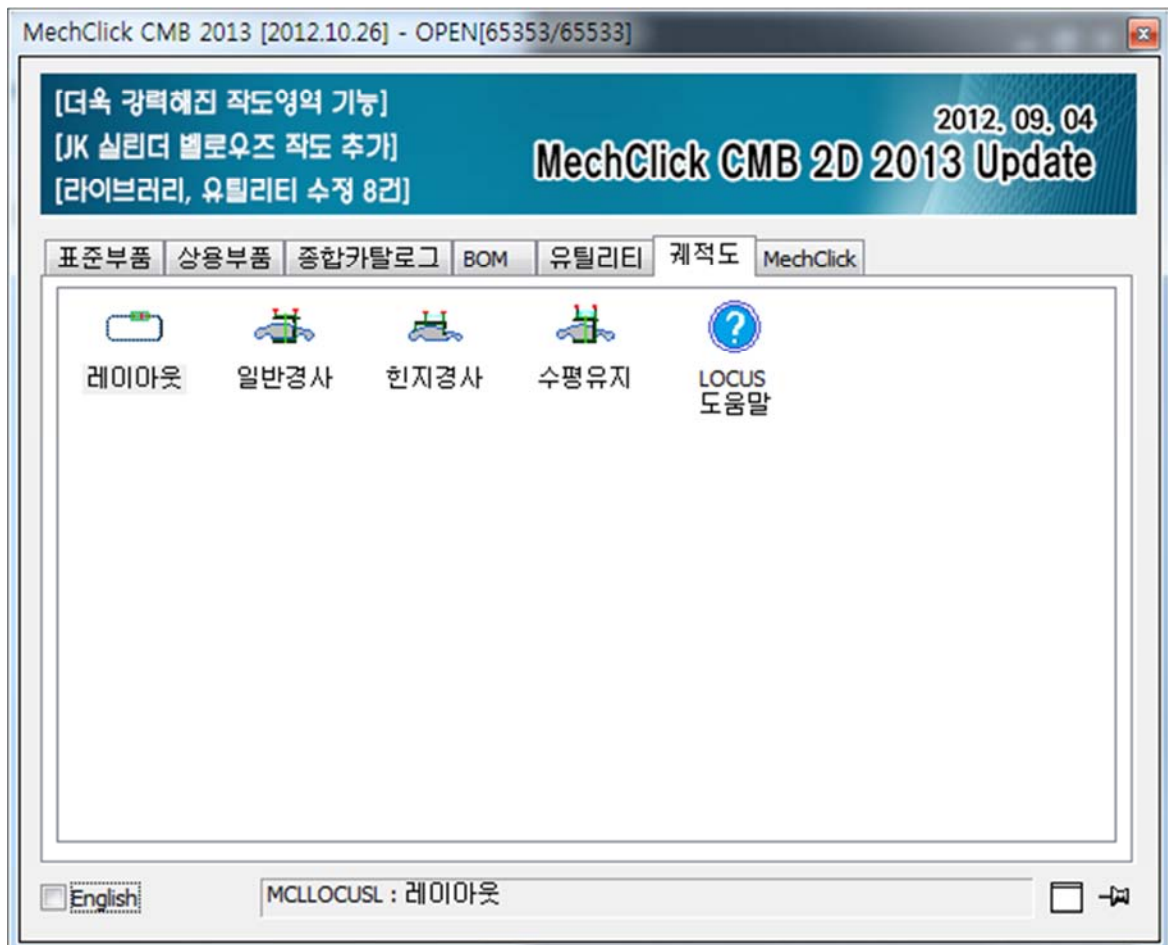 MechClick CMB 2013 [2012.10.26] - OPEN[65353/65533]
[더욱 강력해진 작도영역 기능]
[JK 실린더 벨로우즈 작도 추가]
[라이브러리, 유틸리티 수정 8건]
2012. 09. 04
MechClick CMB 2D 2013 Update
표준부품 상용부품 종합카탈로그 BOM 유틸리티 궤적도 MechClick
레이아웃 일반경사 힌지경사 수평유지 LOCUS
도움말
English MCLLOCUSL : 레이아웃